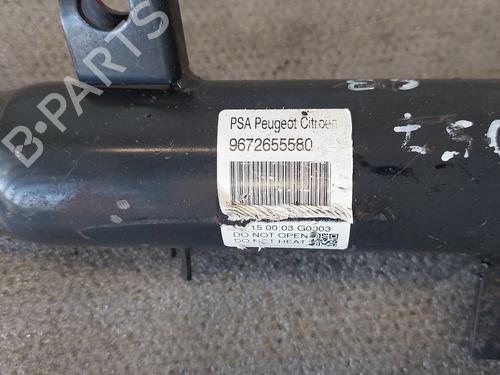 B-PARTS
PSA Peugeot Citroen
9672655580
15 00:03 G0003
DO NOT OPEN
DO NOT HEAT